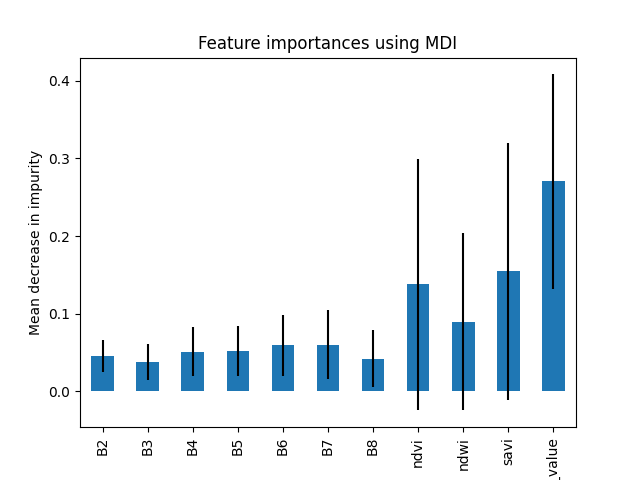 Feature importances using MDI
Mean decrease in impurity
0.4
0.3
0.2
0.1
0.0
B2
B3
B4
B5
B6
B7
B8
ndvi
ndwi
savi
_value